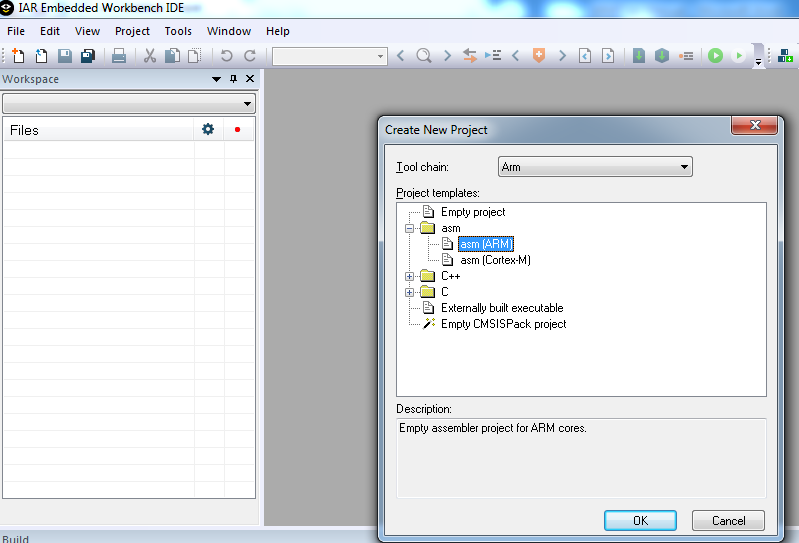 IAR Embedded Workbench IDE
File Edit View Project Tools Window Help
Workspace
Files
Create New Project
Tool chain: Arm
Project templates:
Empty project
asm
asm (ARM)
asm (Cortex-M)
C++
C
Externally built executable
Empty CMSISPack project
Description:
Empty assembler project for ARM cores.
OK Cancel
Build